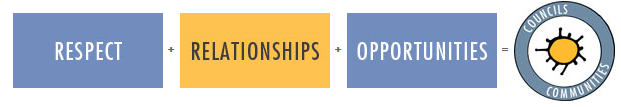 RESPECT + RELATIONSHIPS + OPPORTUNITIES =
COUNCILS
COMMUNITIES